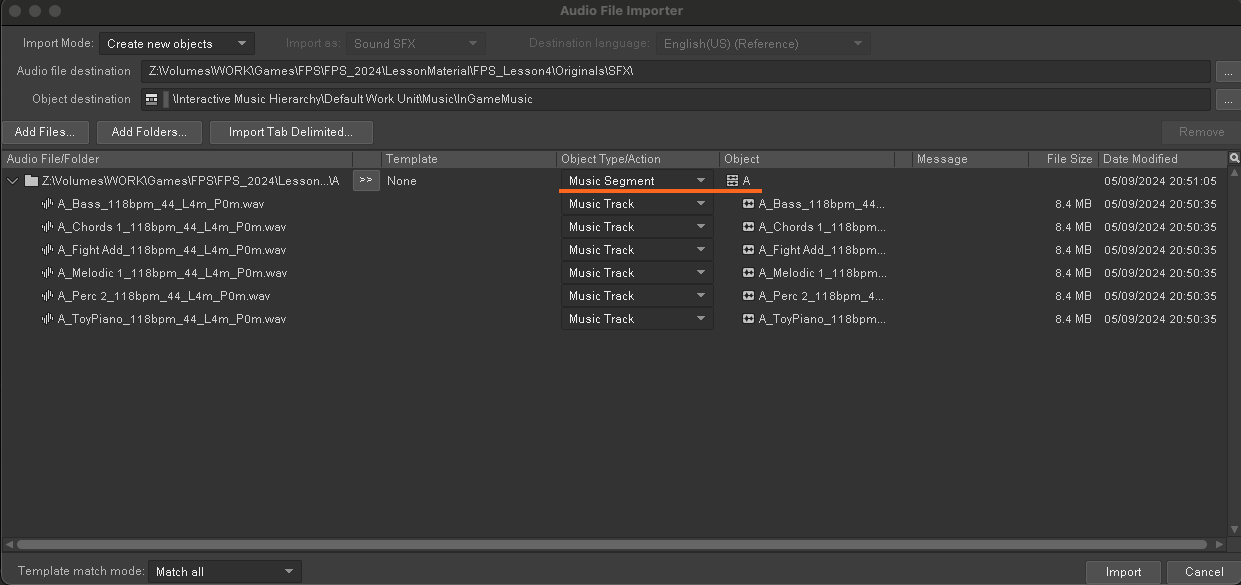 Audio File Importer
Import Mode: Create new objects Import as: Sound SFX Destination language: English(US) (Reference)
Audio file destination Z:\Volumes\WORK\Games\FPS\FPS_2024\LessonMaterial\FPS_Lesson4\Originals\SFX\ ...
Object destination \Interactive Music Hierarchy\Default Work Unit\Music\InGameMusic ...
Add Files... Add Folders... Import Tab Delimited... Remove
Audio File/Folder Template Object Type/Action Object Message File Size Date Modified
Z:\Volumes\WORK\Games\FPS\FPS_2024\Lesson...\A >> None Music Segment A 05/09/2024 20:51:05
A_Bass_118bpm_44_L4m_P0m.wav Music Track A_Bass_118bpm_44... 8.4 MB 05/09/2024 20:50:35
A_Chords 1_118bpm_44_L4m_P0m.wav Music Track A_Chords 1_118bpm... 8.4 MB 05/09/2024 20:50:35
A_Fight Add_118bpm_44_L4m_P0m.wav Music Track A_Fight Add_118bpm... 8.4 MB 05/09/2024 20:50:35
A_Melodic 1_118bpm_44_L4m_P0m.wav Music Track A_Melodic 1_118bpm... 8.4 MB 05/09/2024 20:50:35
A_Perc 2_118bpm_44_L4m_P0m.wav Music Track A_Perc 2_118bpm_4... 8.4 MB 05/09/2024 20:50:35
A_ToyPiano_118bpm_44_L4m_P0m.wav Music Track A_ToyPiano_118bpm... 8.4 MB 05/09/2024 20:50:35
Template match mode: Match all Import Cancel